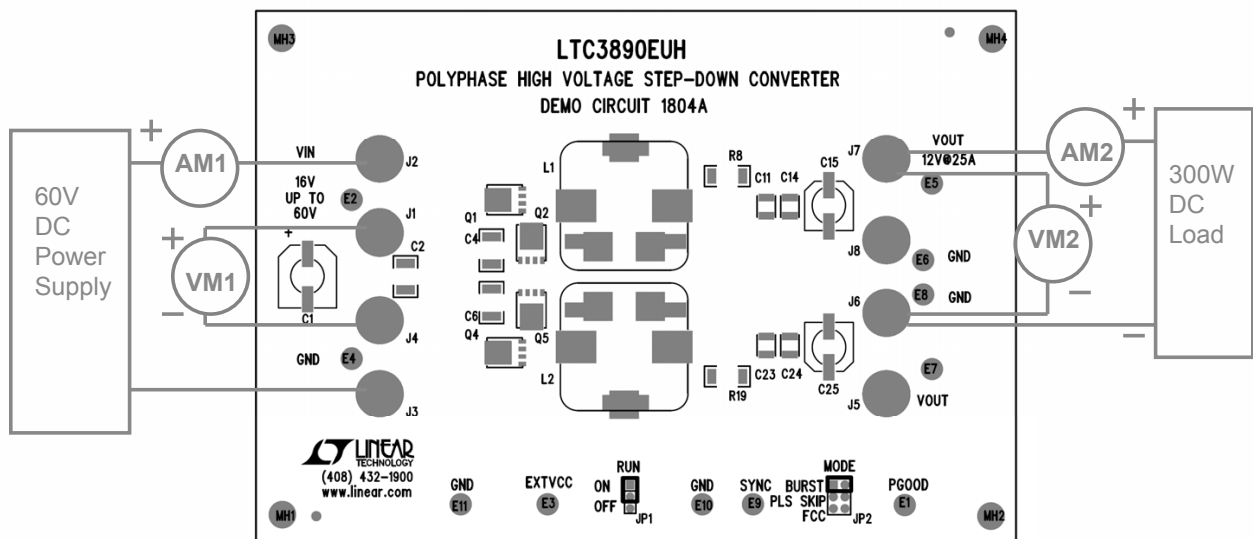 MH3
MH4
LTC3890EUH
POLYPHASE HIGH VOLTAGE STEP-DOWN CONVERTER
DEMO CIRCUIT 1804A
60V
DC
Power
Supply
+
AM1
+
VM1
−
VIN
16V
UP TO
60V
E2
J2
J1
+
C1
C2
J4
GND
E4
J3
Q1
Q2
C4
C6
Q4
Q5
L1
L2
R8
R19
C11
C14
C15
C23
C24
C25
J7
VOUT
12V@25A
E5
J8
E6
GND
E8
GND
J6
E7
J5
VOUT
AM2
+
VM2
+
−
−
300W
DC
Load
LINEAR
TECHNOLOGY
(408) 432-1900
www.linear.com
MH1
GND
E11
EXTVCC
E3
RUN
ON
OFF
JP1
GND
E10
SYNC
E9
MODE
BURST
PLS SKIP
FCC
JP2
PGOOD
E1
MH2